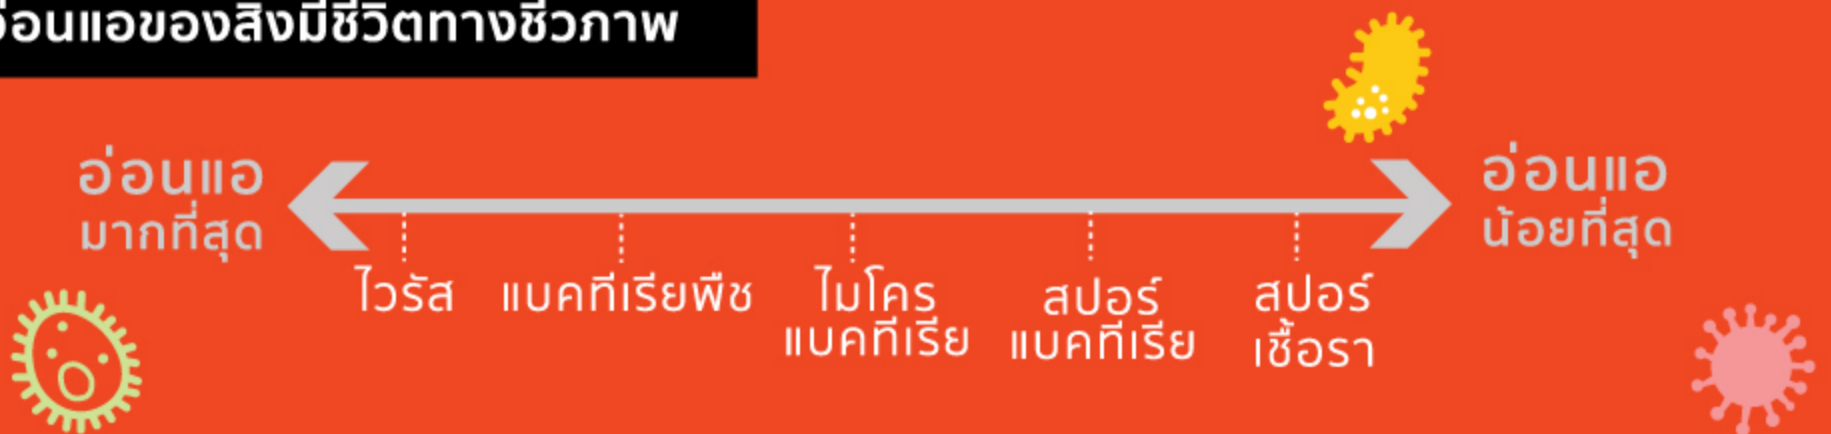 อ่อนแอของสิ่งมีชีวิตทางชีวภาพ
อ่อนแอ
มากที่สุด
อ่อนแอ
น้อยที่สุด
ไวรัส
แบคทีเรียพืช
ไมโคร
แบคทีเรีย
สปอร์
แบคทีเรีย
สปอร์
เชื้อรา